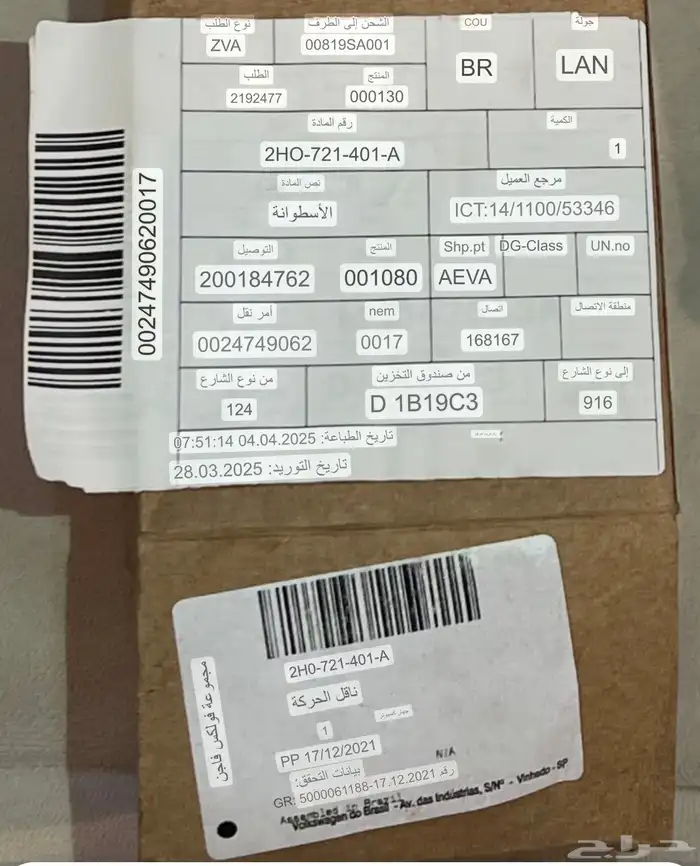 نوع الطلب
ZVA
الشحن إلى الطرف
00819SA001
COU
BR
جولة
LAN
الطلب
2192477
المنتج
000130
رقم المادة
2HO-721-401-A
الكمية
1
نص المادة
الأسطوانة
مرجع العميل
ICT:14/1100/53346
التوصيل
200184762
المنتج
001080
Shp.pt
AEVA
DG-Class
UN.no
أمر نقل
0024749062
nem
0017
اتصال
168167
منطقة الاتصال
من نوع الشارع
124
من صندوق التخزين
D 1B19C3
إلى نوع الشارع
916
تاريخ الطباعة: 04.04.2025 07:51:14
تاريخ التوريد: 28.03.2025
00247490620017
2H0-721-401-A
ناقل الحركة
1
PP 17/12/2021
N/A
بيانات التحقق:
رقم GR: 5000061188-17.12.2021
Assembled in Brazil
Volkswagen do Brasil - Av. das Indústrias, S/Nº - Vinhedo - SP
مجموعة فولكس فاجن
حراج